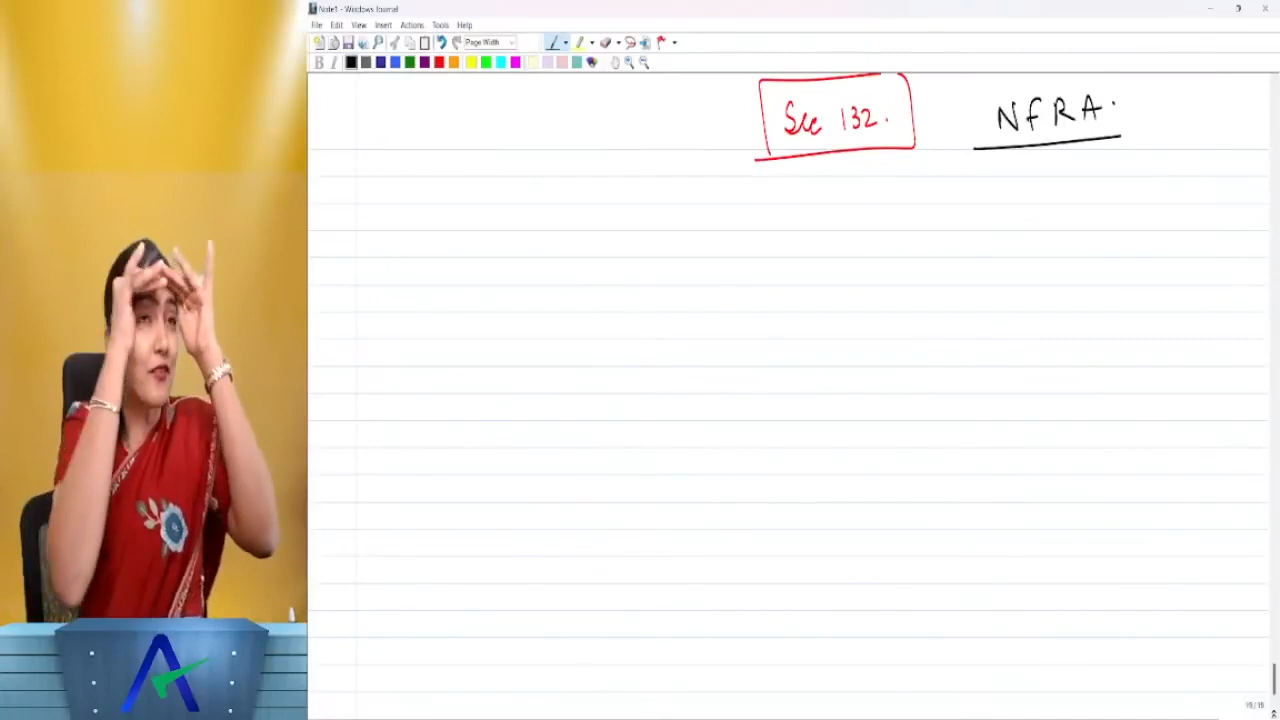 Note1 - Windows Journal
File Edit View Insert Actions Tools Help
Page Width
B I
Sec 132. NFRA.